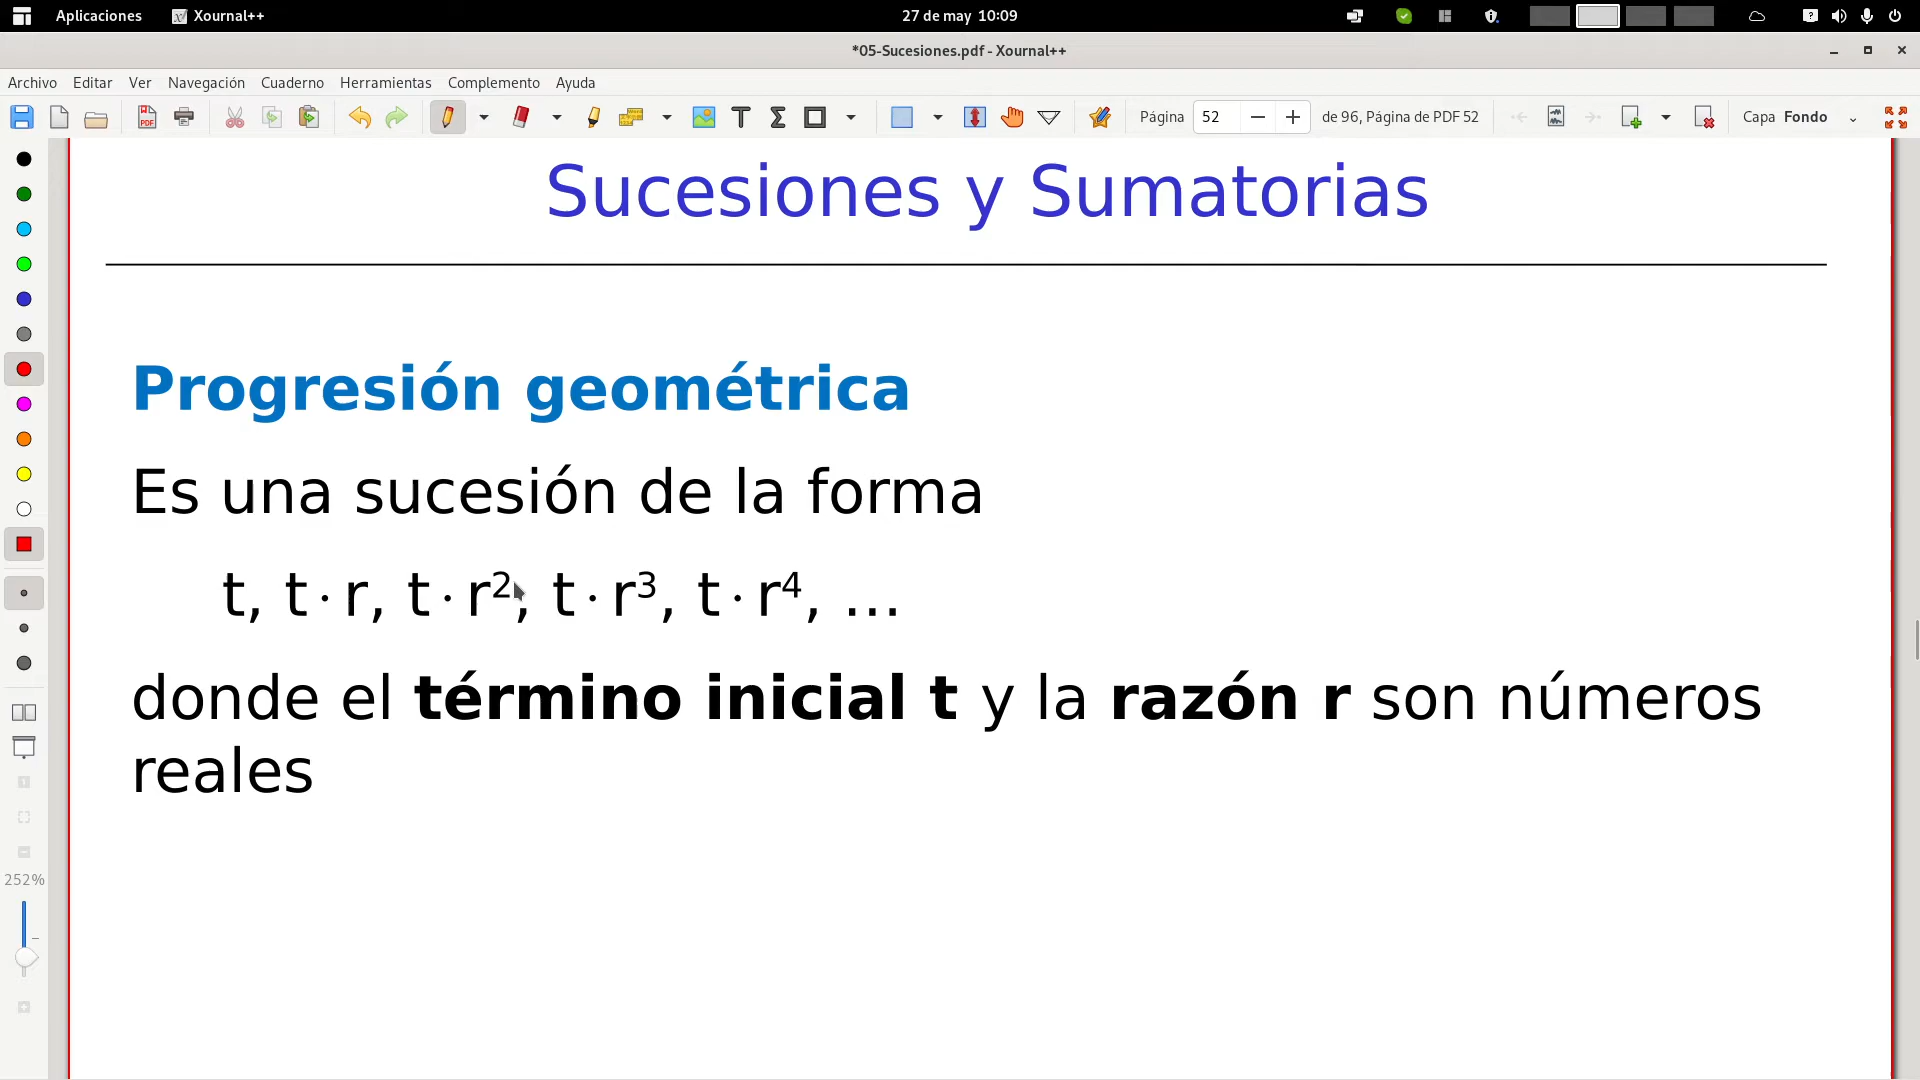 Aplicaciones Xournal++ 27 de may 10:09
*05-Sucesiones.pdf - Xournal++
Archivo Editar Ver Navegación Cuaderno Herramientas Complemento Ayuda
Página 52 de 96, Página de PDF 52 Capa Fondo
Sucesiones y Sumatorias
Progresión geométrica
Es una sucesión de la forma
t, t · r, t · r², t · r³, t · r⁴, ...
donde el término inicial t y la razón r son números
reales
252%